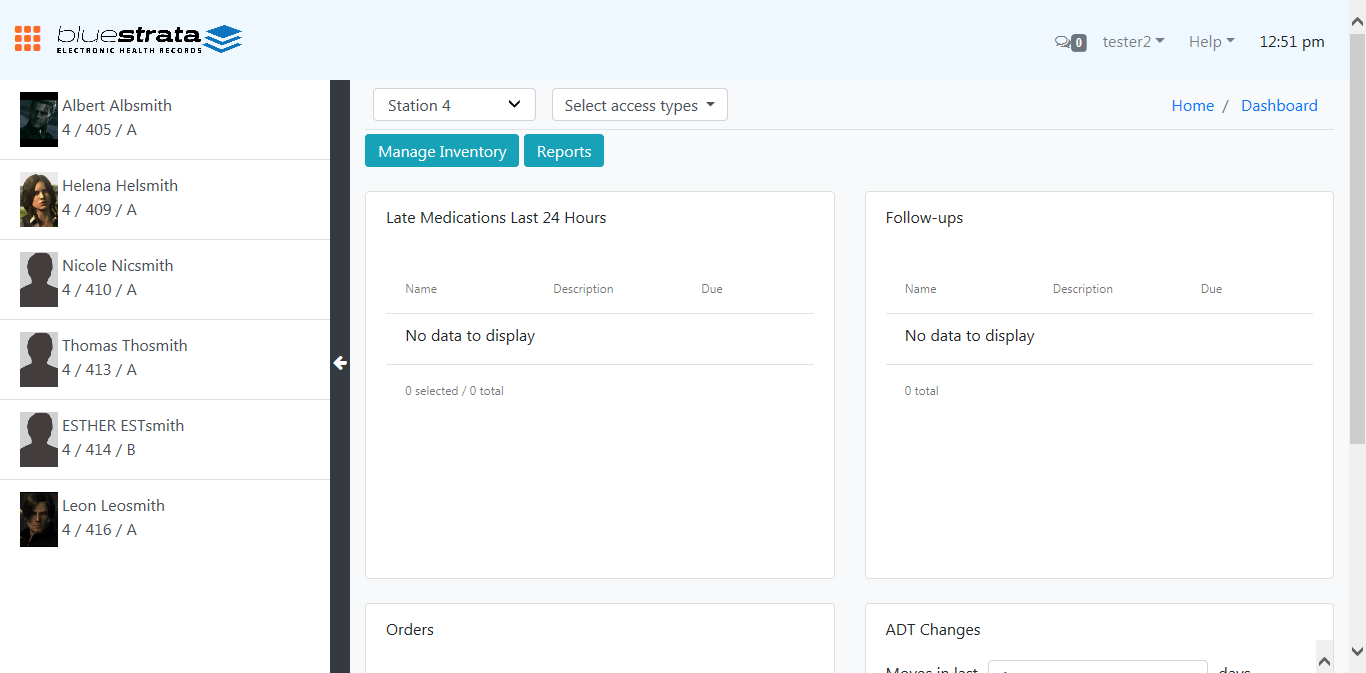 bluestrata
ELECTRONIC HEALTH RECORDS
0
tester2
Help
12:51 pm
Albert Albsmith
4 / 405 / A
Helena Helsmith
4 / 409 / A
Nicole Nicsmith
4 / 410 / A
Thomas Thosmith
4 / 413 / A
ESTHER ESTsmith
4 / 414 / B
Leon Leosmith
4 / 416 / A
Station 4
Select access types
Home / Dashboard
Manage Inventory
Reports
Late Medications Last 24 Hours
Name Description Due
No data to display
0 selected / 0 total
Follow-ups
Name Description Due
No data to display
0 total
Orders
ADT Changes
Moves in last
days